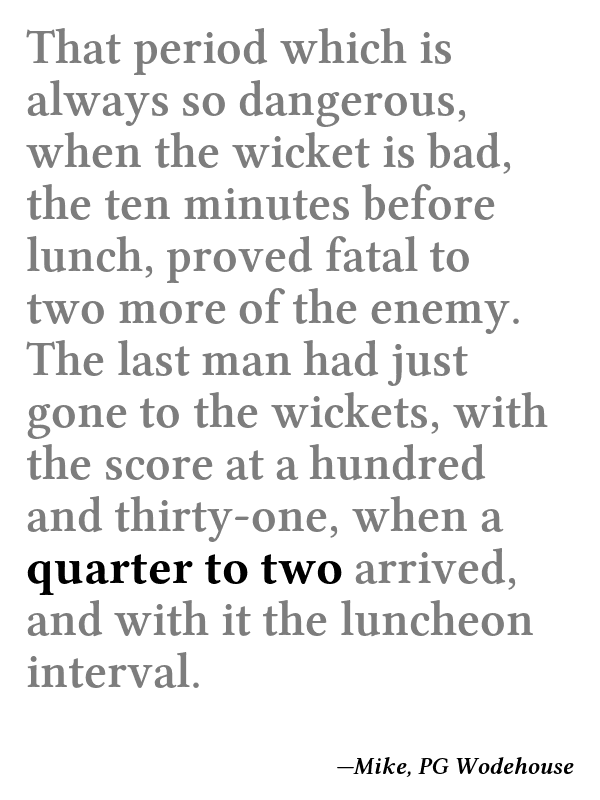 That period which is
always so dangerous,
when the wicket is bad,
the ten minutes before
lunch, proved fatal to
two more of the enemy.
The last man had just
gone to the wickets, with
the score at a hundred
and thirty-one, when a
quarter to two arrived,
and with it the luncheon
interval.
—Mike, PG Wodehouse